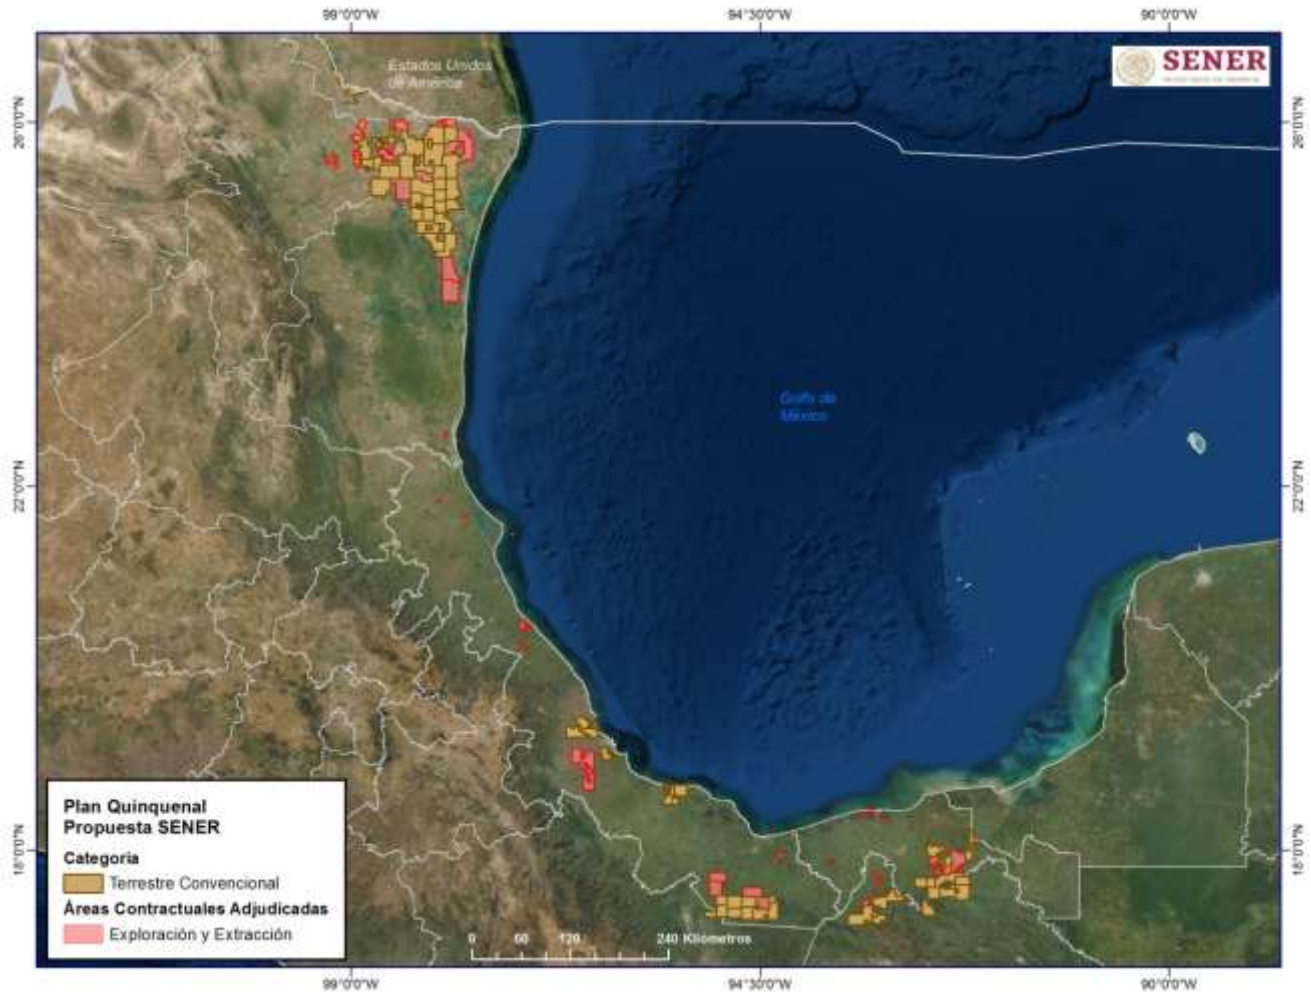 99°0'0"W
94°30'0"W
90°0'0"W
Estados Unidos
de América
SENER
26°0'0"N
26°0'0"N
Golfo de
México
22°0'0"N
22°0'0"N
Plan Quinquenal
Propuesta SENER
Categoria
Terrestre Convencional
Áreas Contractuales Adjudicadas
Exploración y Extracción
18°0'0"N
18°0'0"N
0 60 120 240 Kilómetros
99°0'0"W
94°30'0"W
90°0'0"W